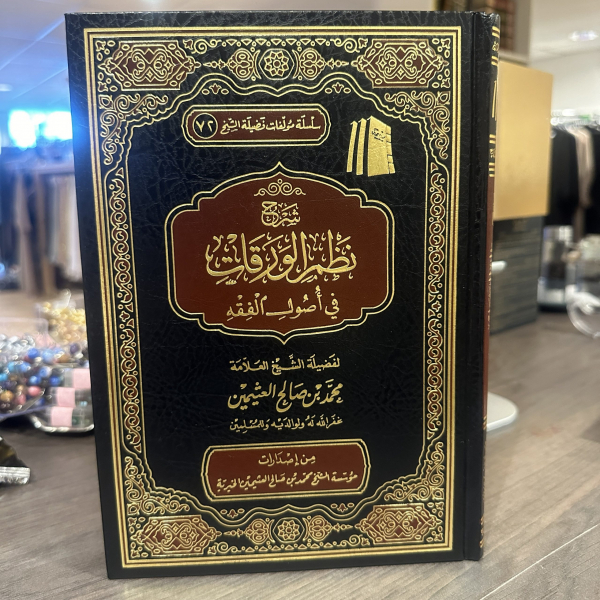 سلسلة مؤلفات فضيلة الشيخ ٧٢
شرح
نظم الورقات
في أصول الفقه
لفضيلة الشيخ العلامة
محمد بن صالح العثيمين
غفر الله له ولوالديه وللمسلمين
من إصدارات
مؤسسة الشيخ محمد بن صالح العثيمين الخيرية